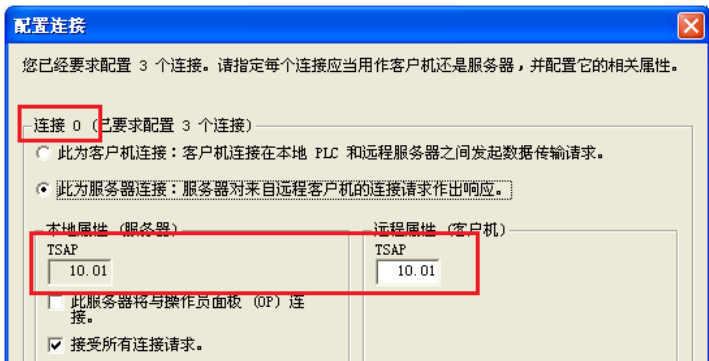 配置连接
您已经要求配置 3 个连接。请指定每个连接应当用作客户机还是服务器，并配置它的相关属性。
连接 0 (已要求配置 3 个连接)
此为客户机连接：客户机连接在本地 PLC 和远程服务器之间发起数据传输请求。
此为服务器连接：服务器对来自远程客户机的连接请求作出响应。
本地属性 (服务器)
远程属性 (客户机)
TSAP
TSAP
10.01
10.01
此服务器将与操作员面板 (OP) 连
接。
接受所有连接请求。